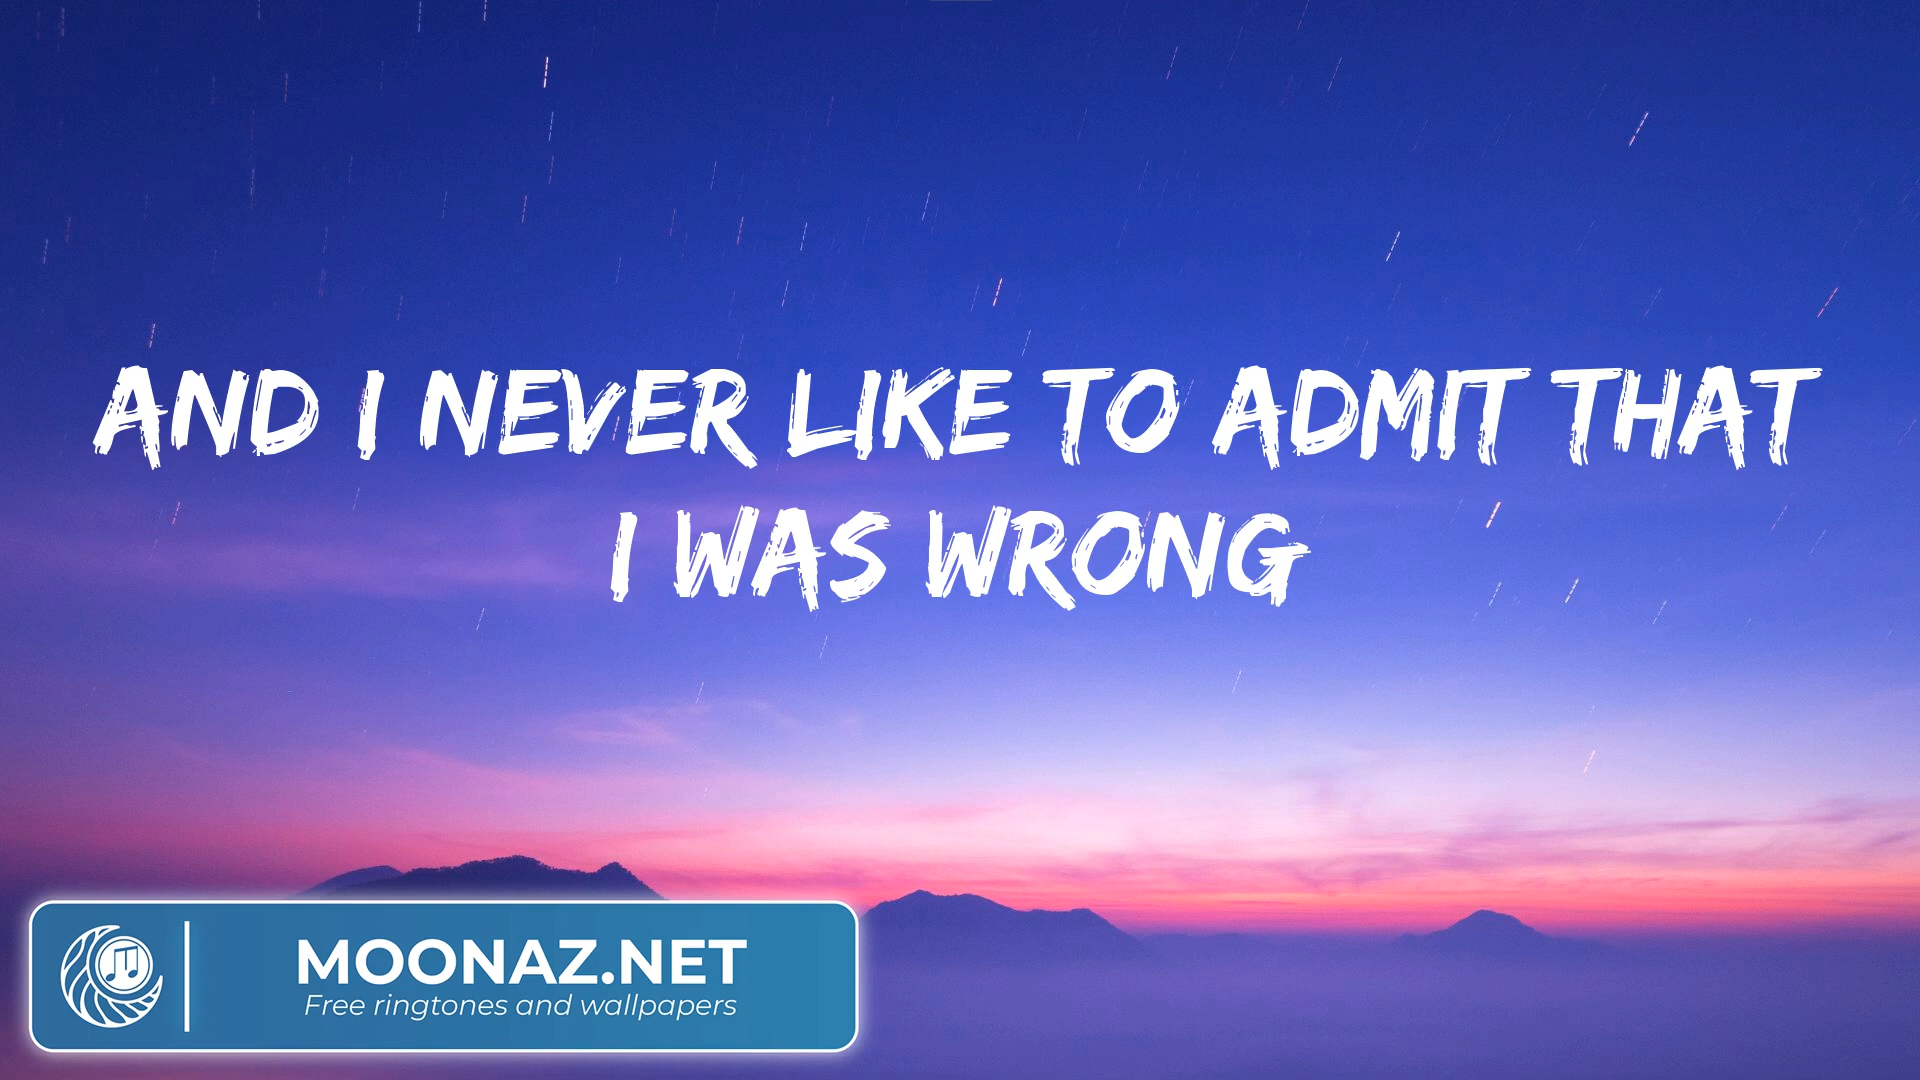 AND I NEVER LIKE TO ADMIT THAT
I WAS WRONG
MOONAZ.NET
Free ringtones and wallpapers